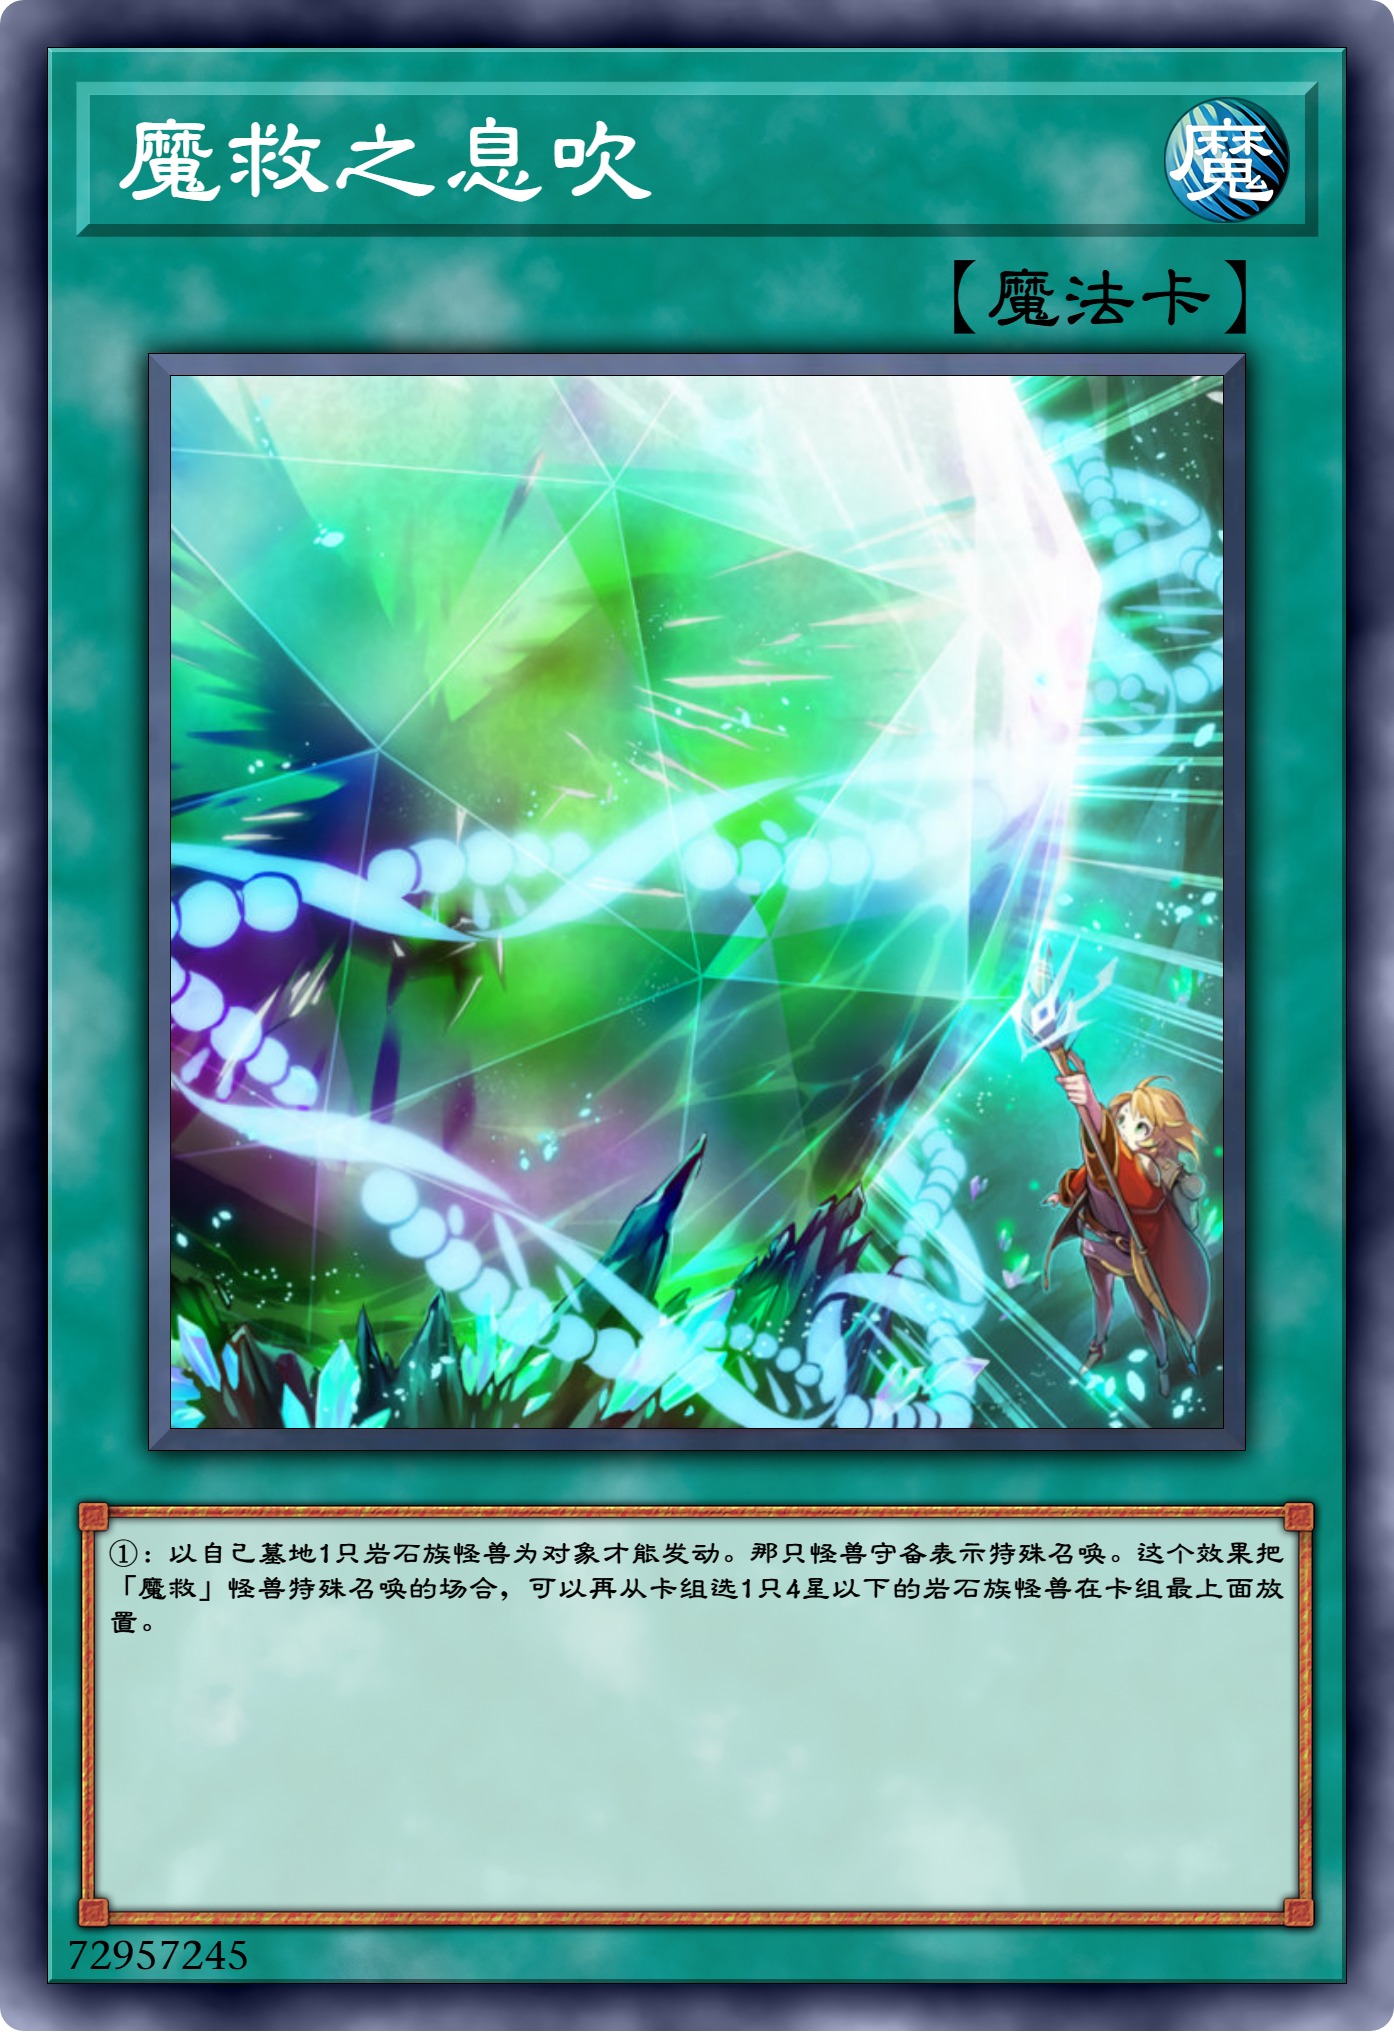 魔救之息吹
魔
【魔法卡】
①：以自己墓地1只岩石族怪兽为对象才能发动。那只怪兽守备表示特殊召唤。这个效果把
「魔救」怪兽特殊召唤的场合，可以再从卡组选1只4星以下的岩石族怪兽在卡组最上面放
置。
72957245